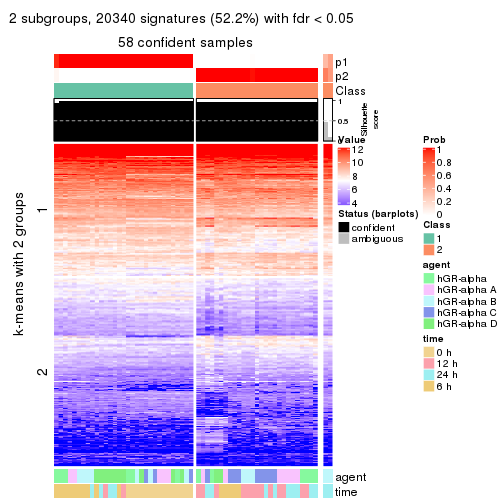 2 subgroups, 20340 signatures (52.2%) with fdr < 0.05
58 confident samples
p1
p2
Class
1
0.5
0
Silhouette
score
k-means with 2 groups
1
2
agent
time
Value
12
10
8
6
4
Status (barplots)
confident
ambiguous
Prob
1
0.8
0.6
0.4
0.2
0
Class
1
2
agent
hGR-alpha
hGR-alpha A
hGR-alpha B
hGR-alpha C
hGR-alpha D
time
0 h
12 h
24 h
6 h